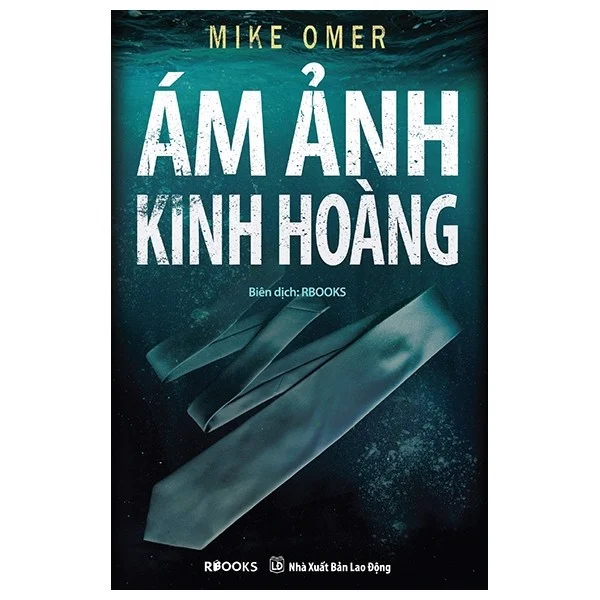 MIKE OMER
ÁM ẢNH
KINH HOÀNG
Biên dịch: RBOOKS
RBOOKS
LĐ Nhà Xuất Bản Lao Động